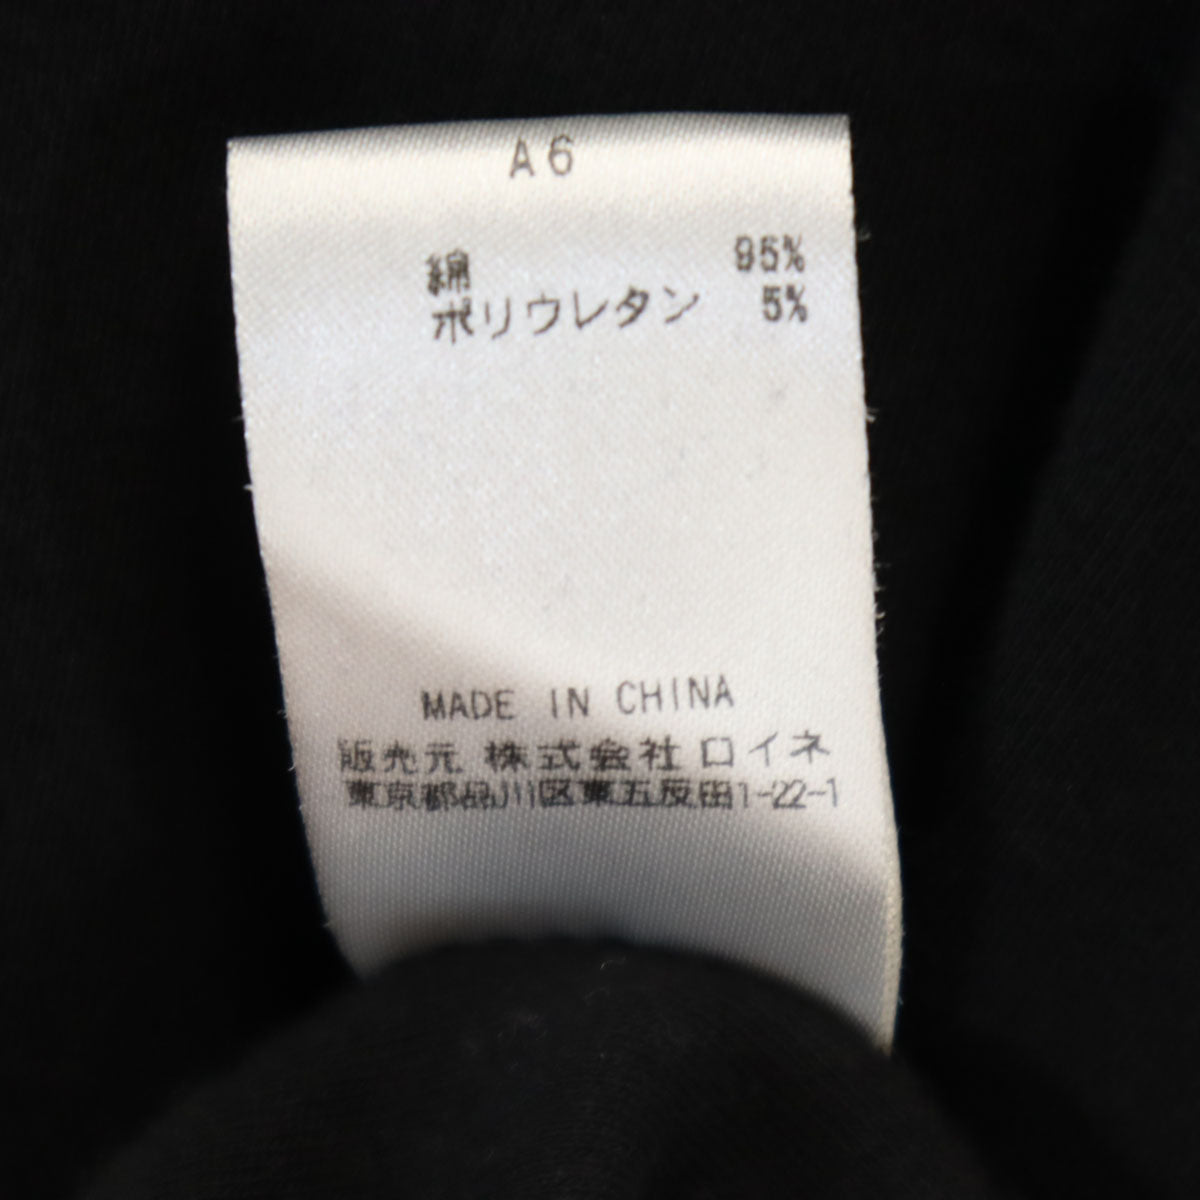 A6
綿 95%
ポリウレタン 5%
MADE IN CHINA
販売元 株式会社 ロイネ
東京都品川区東五反田1-22-1